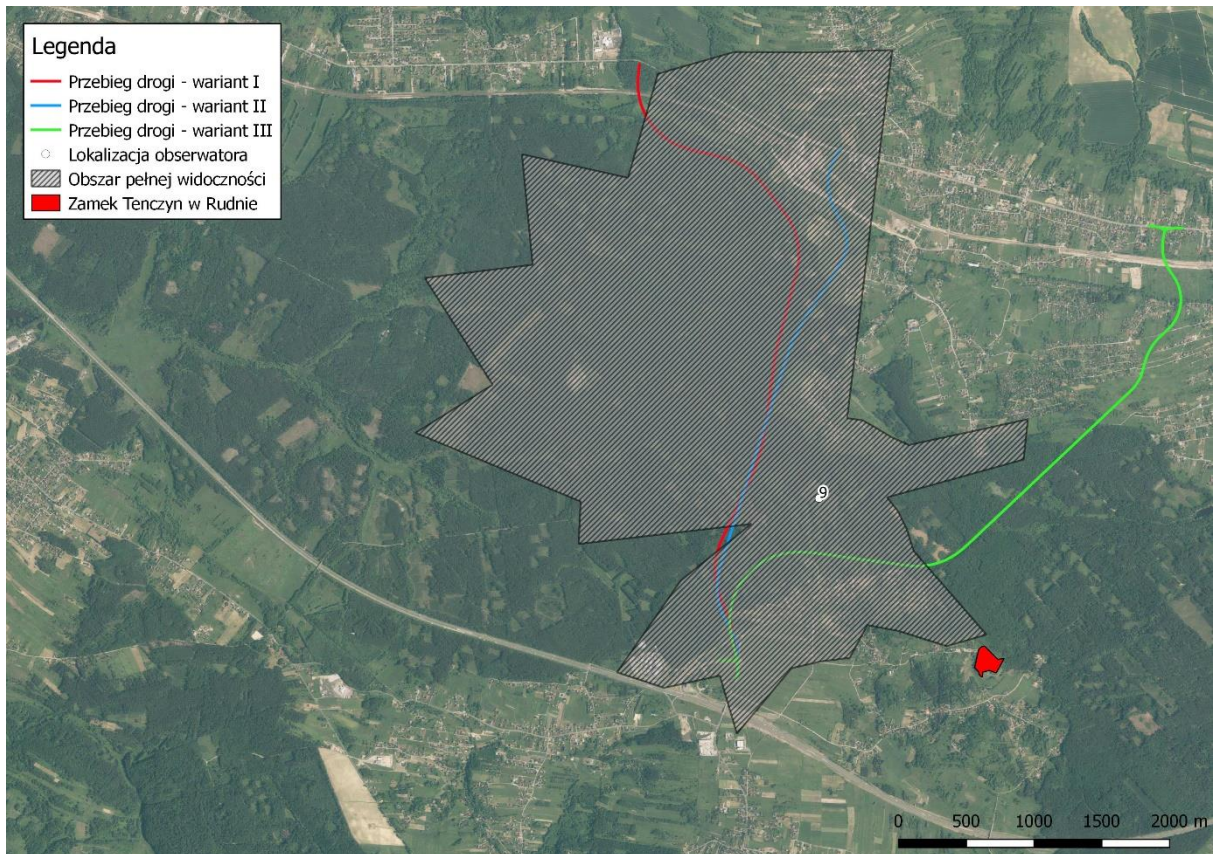 Legenda
Przebieg drogi - wariant I
Przebieg drogi - wariant II
Przebieg drogi - wariant III
Lokalizacja obserwatora
Obszar pełnej widoczności
Zamek Tenczyn w Rudnie
9
0 500 1000 1500 2000 m